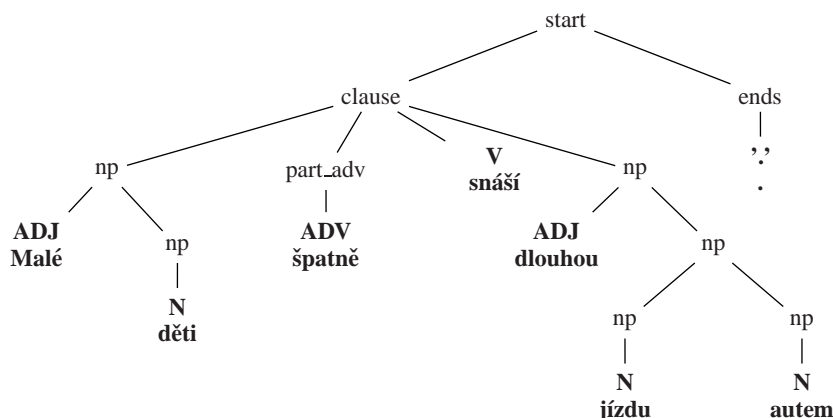 start
clause ends
np part_adv V np '.'
snáší .
ADJ np ADV ADJ np
Malé špatně dlouhou
N np np
děti
N N
jízdu autem